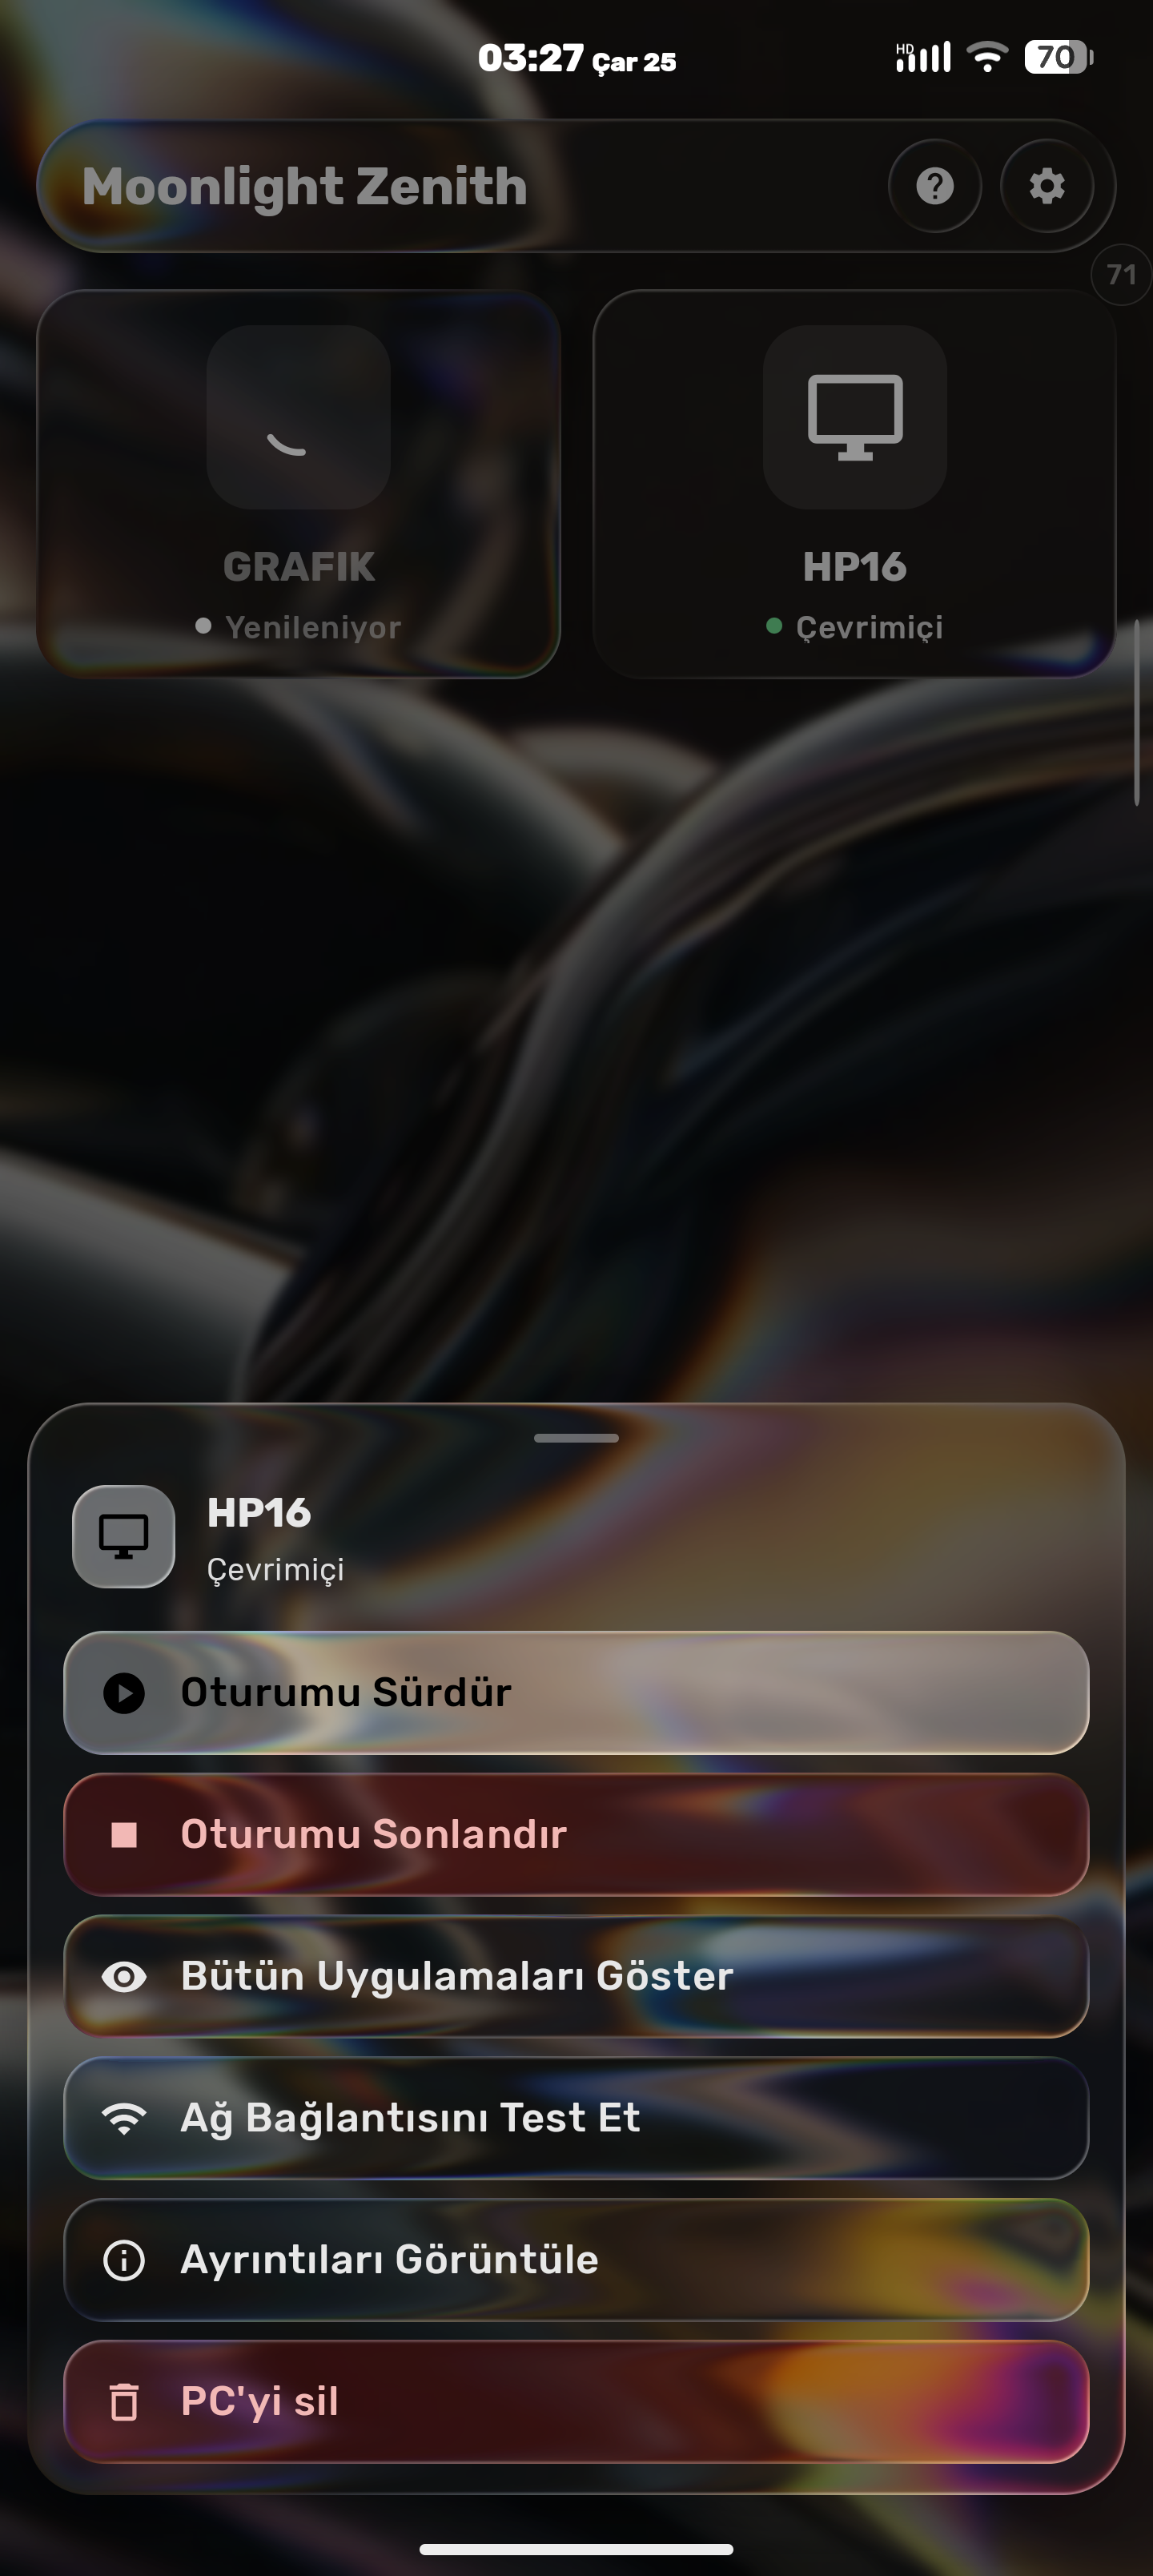 03:27 Çar 25
HD
70
Moonlight Zenith
71
GRAFIK
Yenileniyor
HP16
Çevrimiçi
HP16
Çevrimiçi
Oturumu Sürdür
Oturumu Sonlandır
Bütün Uygulamaları Göster
Ağ Bağlantısını Test Et
Ayrıntıları Görüntüle
PC'yi sil